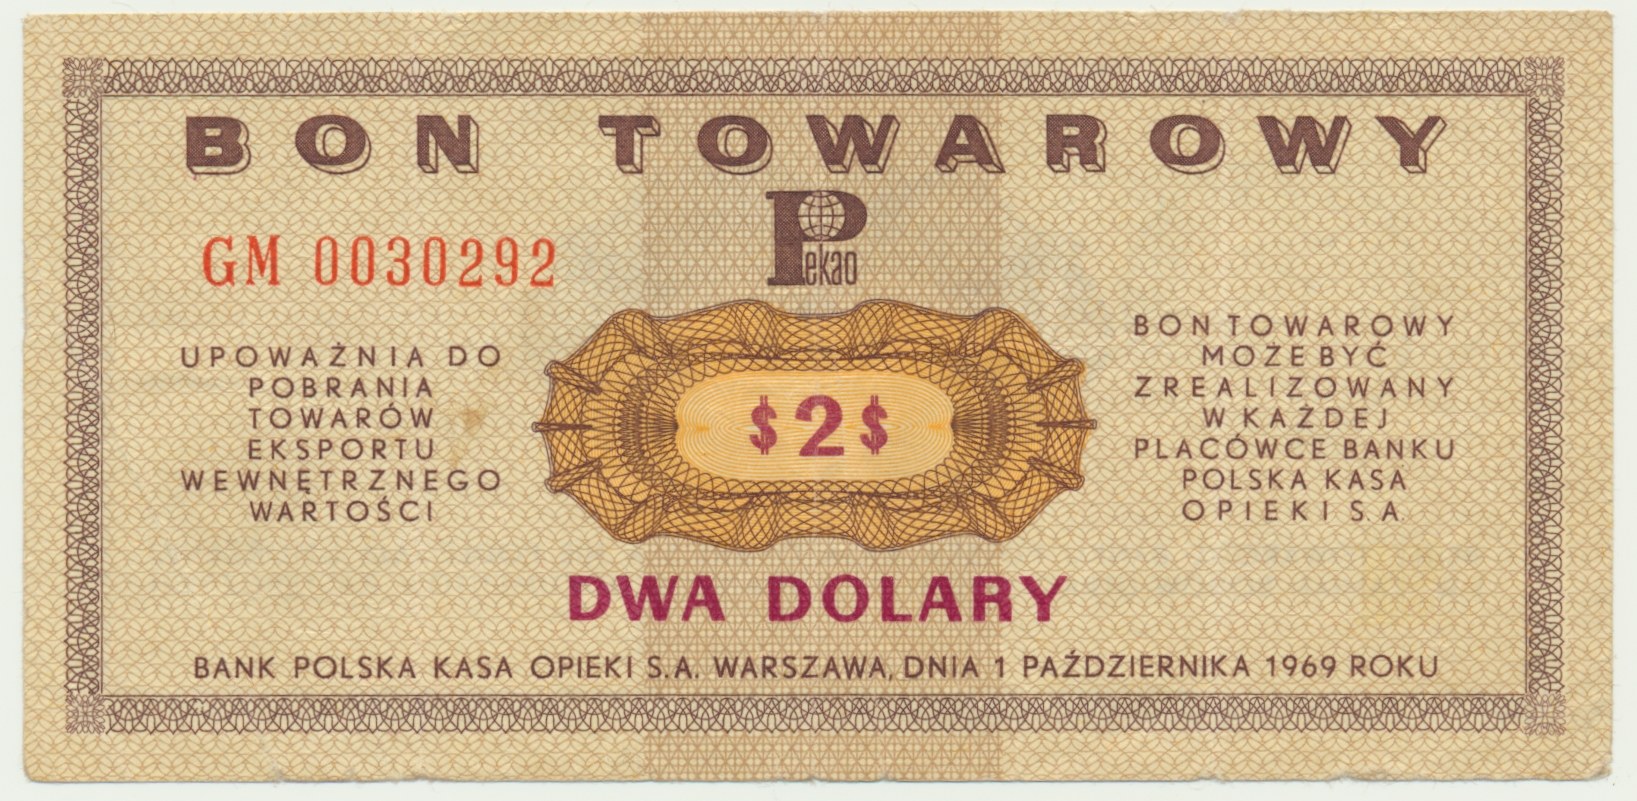 BON TOWAROWY
Pekao
GM 0030292
UPOWAŻNIA DO
POBRANIA
TOWARÓW
EKSPORTU
WEWNĘTRZNEGO
WARTOŚCI
$2$
BON TOWAROWY
MOŻE BYĆ
ZREALIZOWANY
W KAŻDEJ
PLACÓWCE BANKU
POLSKA KASA
OPIEKI S.A.
DWA DOLARY
BANK POLSKA KASA OPIEKI S.A. WARSZAWA, DNIA 1 PAŹDZIERNIKA 1969 ROKU